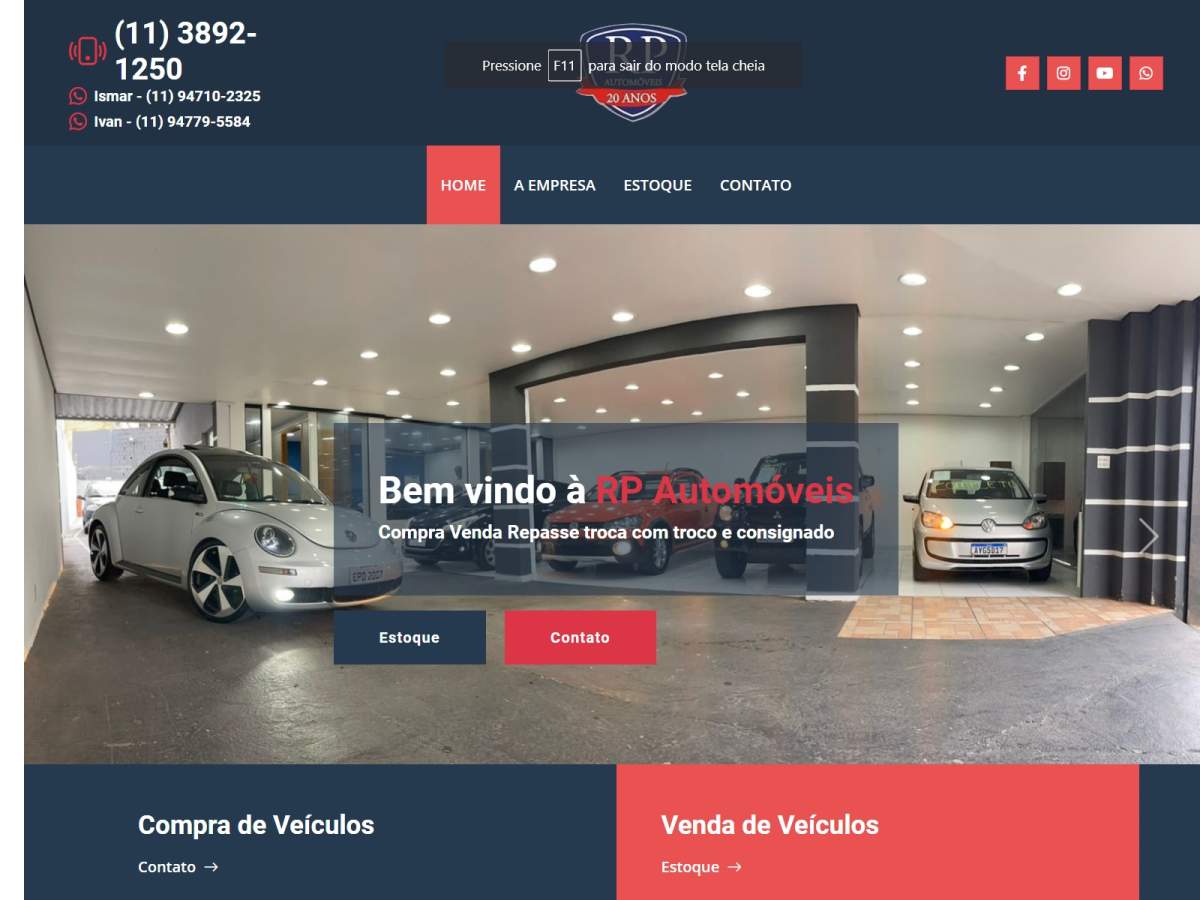 (11) 3892-
1250
Ismar - (11) 94710-2325
Ivan - (11) 94779-5584
RP
AUTOMÓVEIS
20 ANOS
Pressione F11 para sair do modo tela cheia
HOME
A EMPRESA
ESTOQUE
CONTATO
Bem vindo à RP Automóveis
Compra Venda Repasse troca com troco e consignado
Estoque
Contato
Compra de Veículos
Contato →
Venda de Veículos
Estoque →